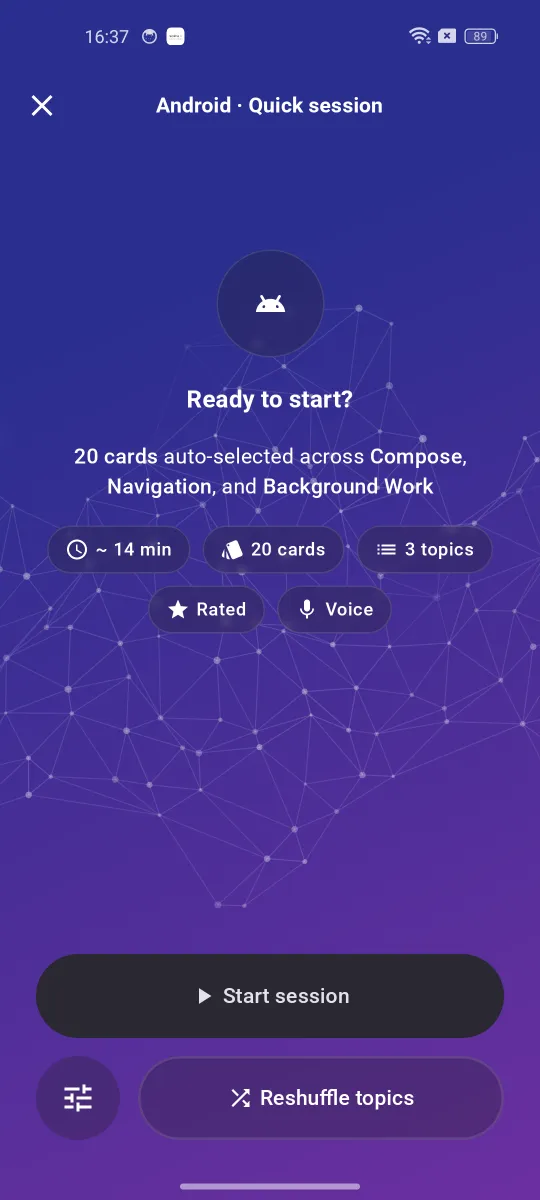 16:37
89
Android · Quick session
Ready to start?
20 cards auto-selected across Compose,
Navigation, and Background Work
~ 14 min
20 cards
3 topics
Rated
Voice
Start session
Reshuffle topics